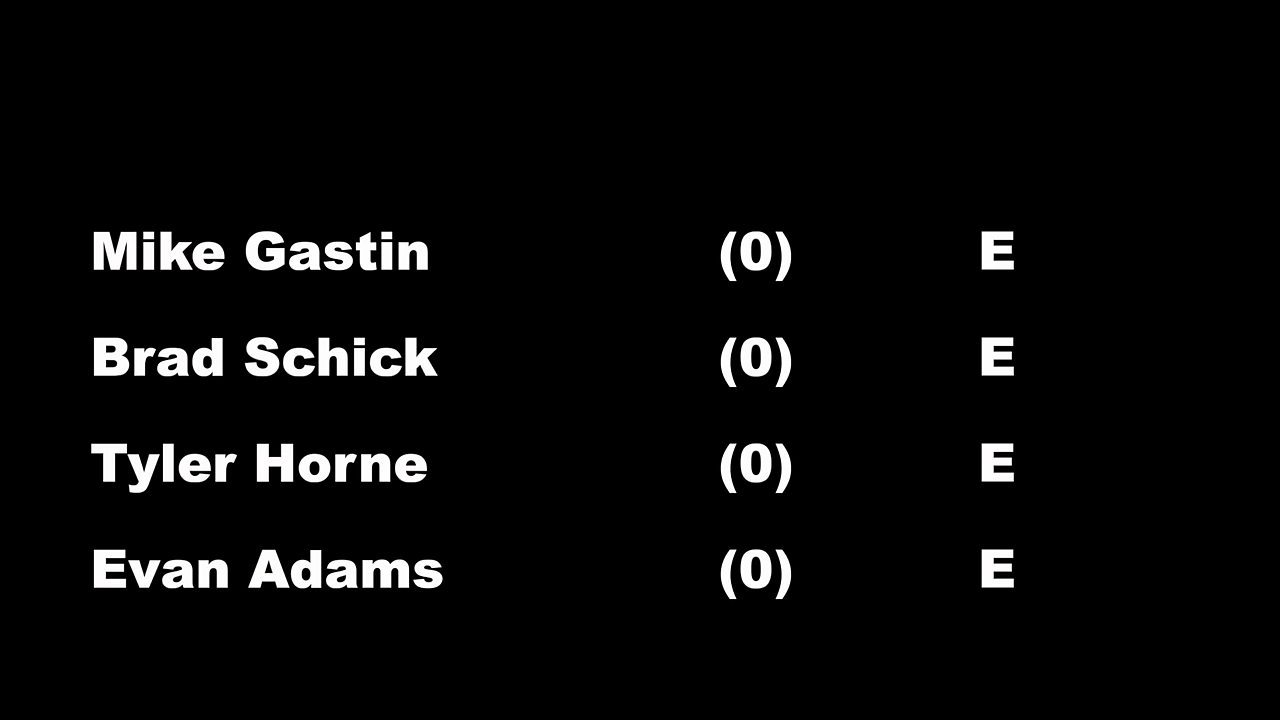 Mike Gastin (0) E
Brad Schick (0) E
Tyler Horne (0) E
Evan Adams (0) E